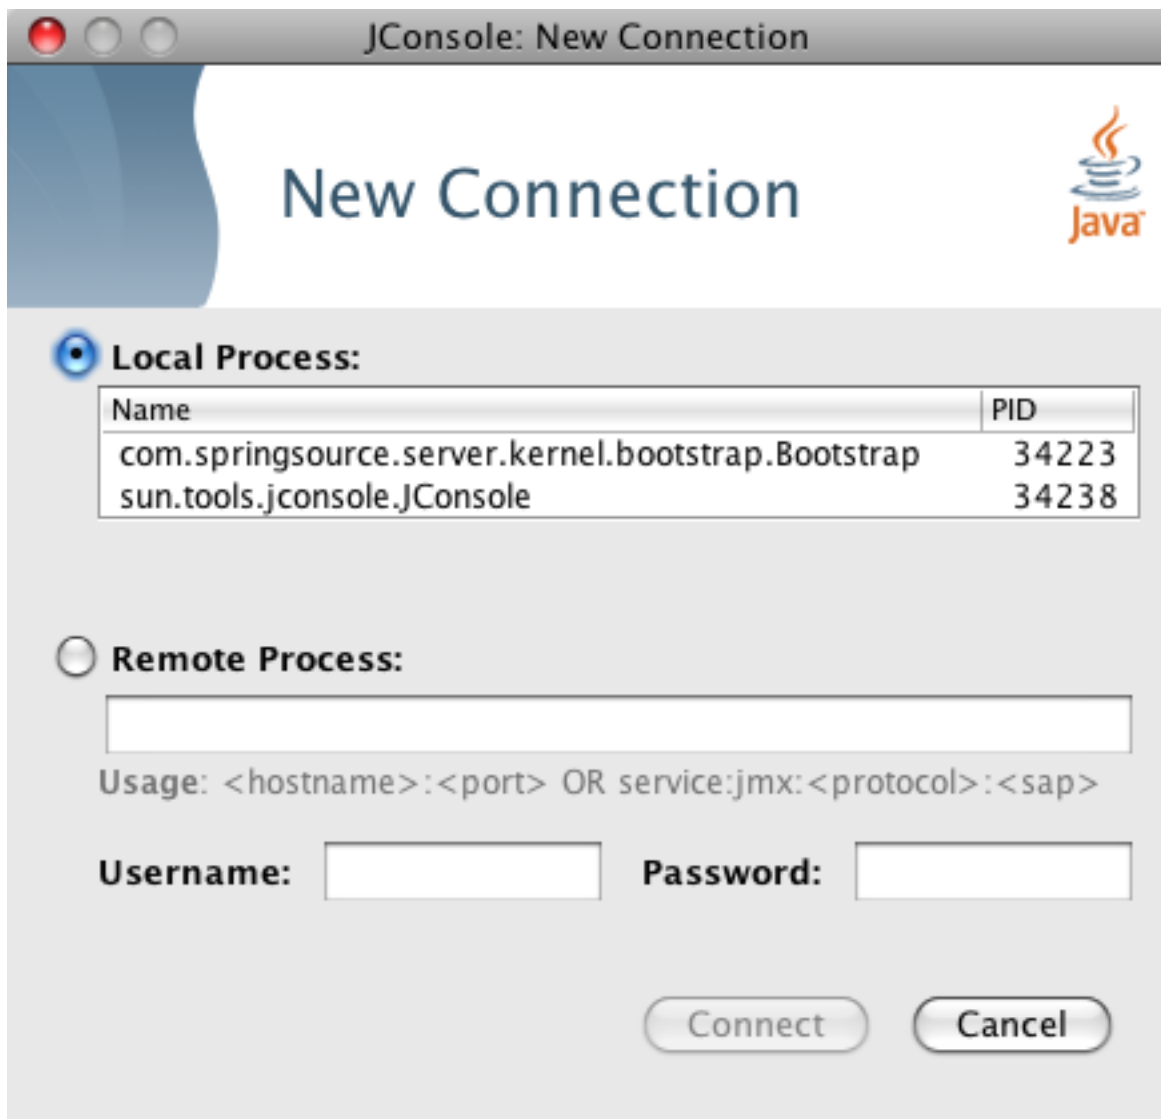 JConsole: New Connection
New Connection
Java
Local Process:
Name PID
com.springsource.server.kernel.bootstrap.Bootstrap 34223
sun.tools.jconsole.JConsole 34238
Remote Process:
Usage: <hostname>:<port> OR service:jmx:<protocol>:<sap>
Username: Password:
Connect Cancel